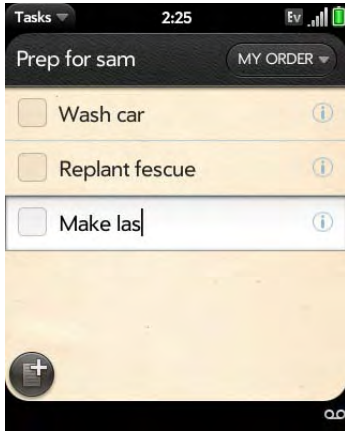 Tasks
2:25
Ev
Prep for sam
MY ORDER
Wash car
Replant fescue
Make las